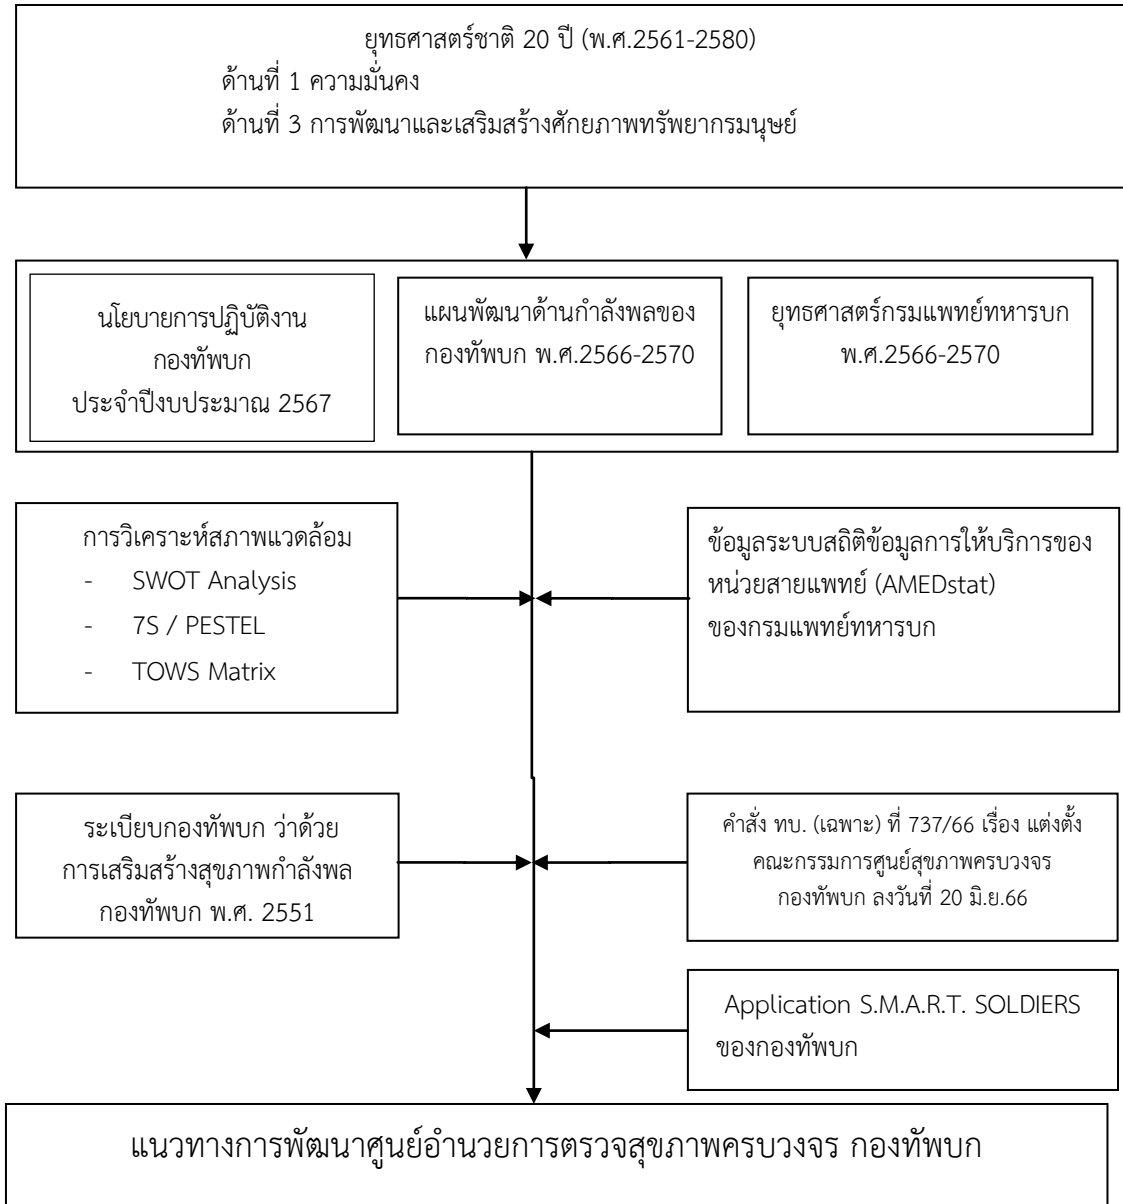 ยุทธศาสตร์ชาติ 20 ปี (พ.ศ.2561-2580)
ด้านที่ 1 ความมั่นคง
ด้านที่ 3 การพัฒนาและเสริมสร้างศักยภาพทรัพยากรมนุษย์
นโยบายการปฏิบัติงาน
กองทัพบก
ประจำปีงบประมาณ 2567
แผนพัฒนาด้านกำลังพลของ
กองทัพบก พ.ศ.2566-2570
ยุทธศาสตร์กรมแพทย์ทหารบก
พ.ศ.2566-2570
การวิเคราะห์สภาพแวดล้อม
- SWOT Analysis
- 7S / PESTEL
- TOWS Matrix
ข้อมูลระบบสถิติข้อมูลการให้บริการของ
หน่วยสายแพทย์ (AMEDstat)
ของกรมแพทย์ทหารบก
ระเบียบกองทัพบก ว่าด้วย
การเสริมสร้างสุขภาพกำลังพล
กองทัพบก พ.ศ. 2551
คำสั่ง ทบ. (เฉพาะ) ที่ 737/66 เรื่อง แต่งตั้ง
คณะกรรมการศูนย์สุขภาพครบวงจร
กองทัพบก ลงวันที่ 20 มิ.ย.66
Application S.M.A.R.T. SOLDIERS
ของกองทัพบก
แนวทางการพัฒนาศูนย์อำนวยการตรวจสุขภาพครบวงจร กองทัพบก